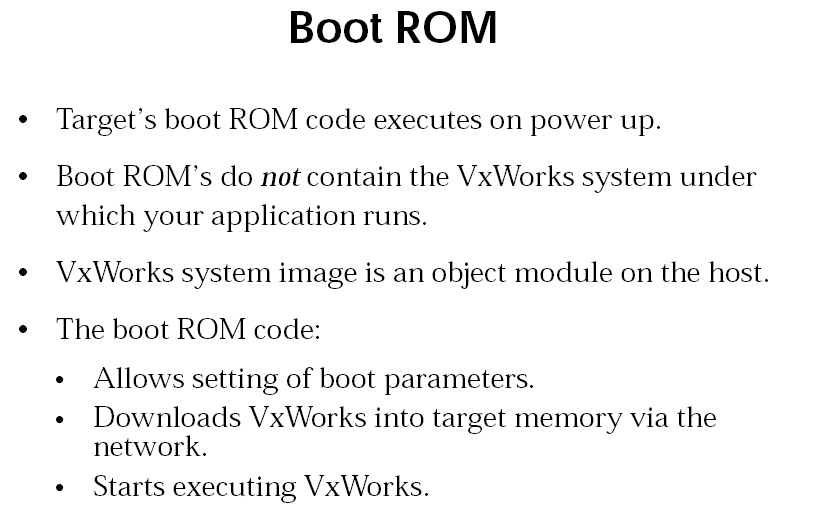 Boot ROM
• Target's boot ROM code executes on power up.
• Boot ROM's do not contain the VxWorks system under
which your application runs.
• VxWorks system image is an object module on the host.
• The boot ROM code:
• Allows setting of boot parameters.
• Downloads VxWorks into target memory via the
network.
• Starts executing VxWorks.